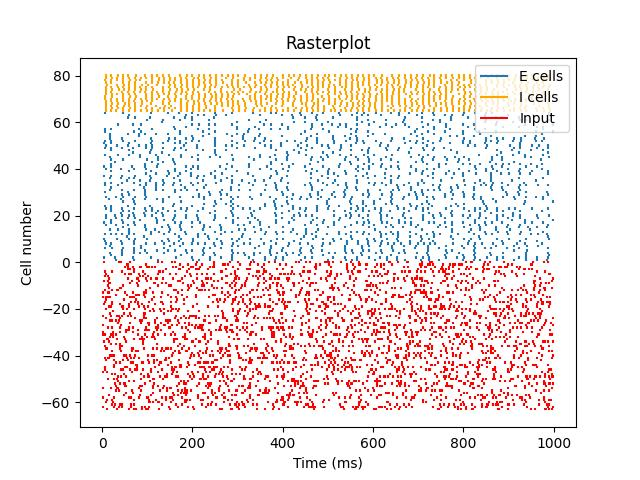 Rasterplot
E cells
I cells
Input
80
60
40
20
0
−20
−40
−60
Cell number
0
200
400
600
800
1000
Time (ms)